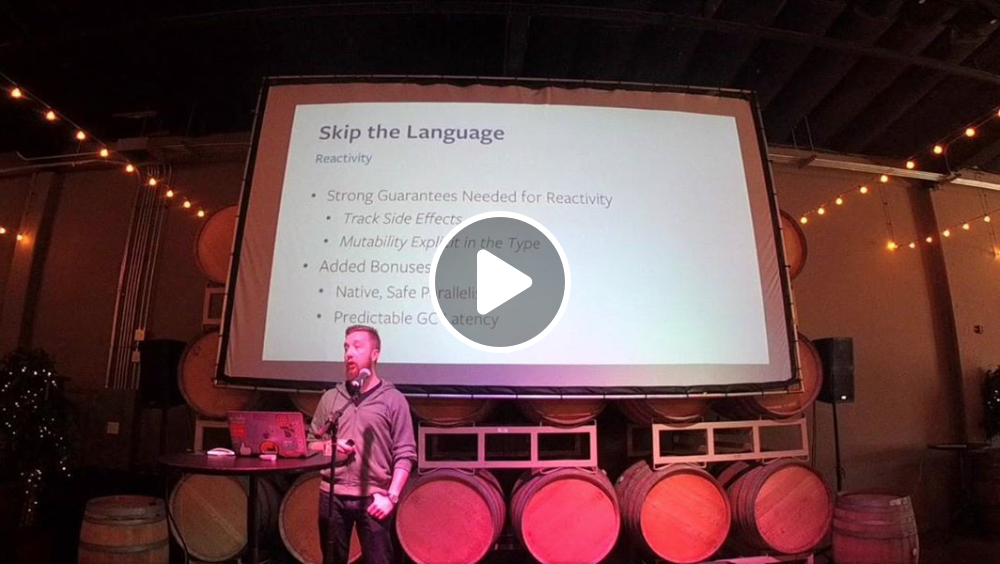 Skip the Language
Reactivity
• Strong Guarantees Needed for Reactivity
• Track Side Effects
• Mutability Explicit in the Type
• Added Bonuses
• Native, Safe
• Predictable GC Latency